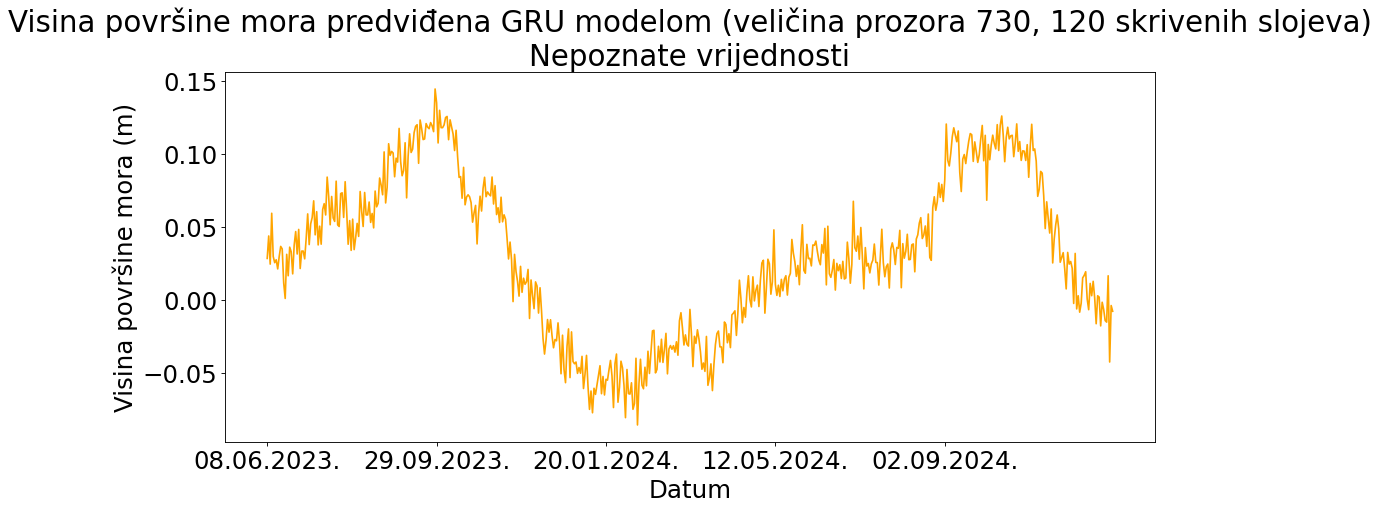 Visina površine mora predviđena GRU modelom (veličina prozora 730, 120 skrivenih slojeva)
Nepoznate vrijednosti
Visina površine mora (m)
0.15
0.10
0.05
0.00
−0.05
08.06.2023.
29.09.2023.
20.01.2024.
12.05.2024.
02.09.2024.
Datum